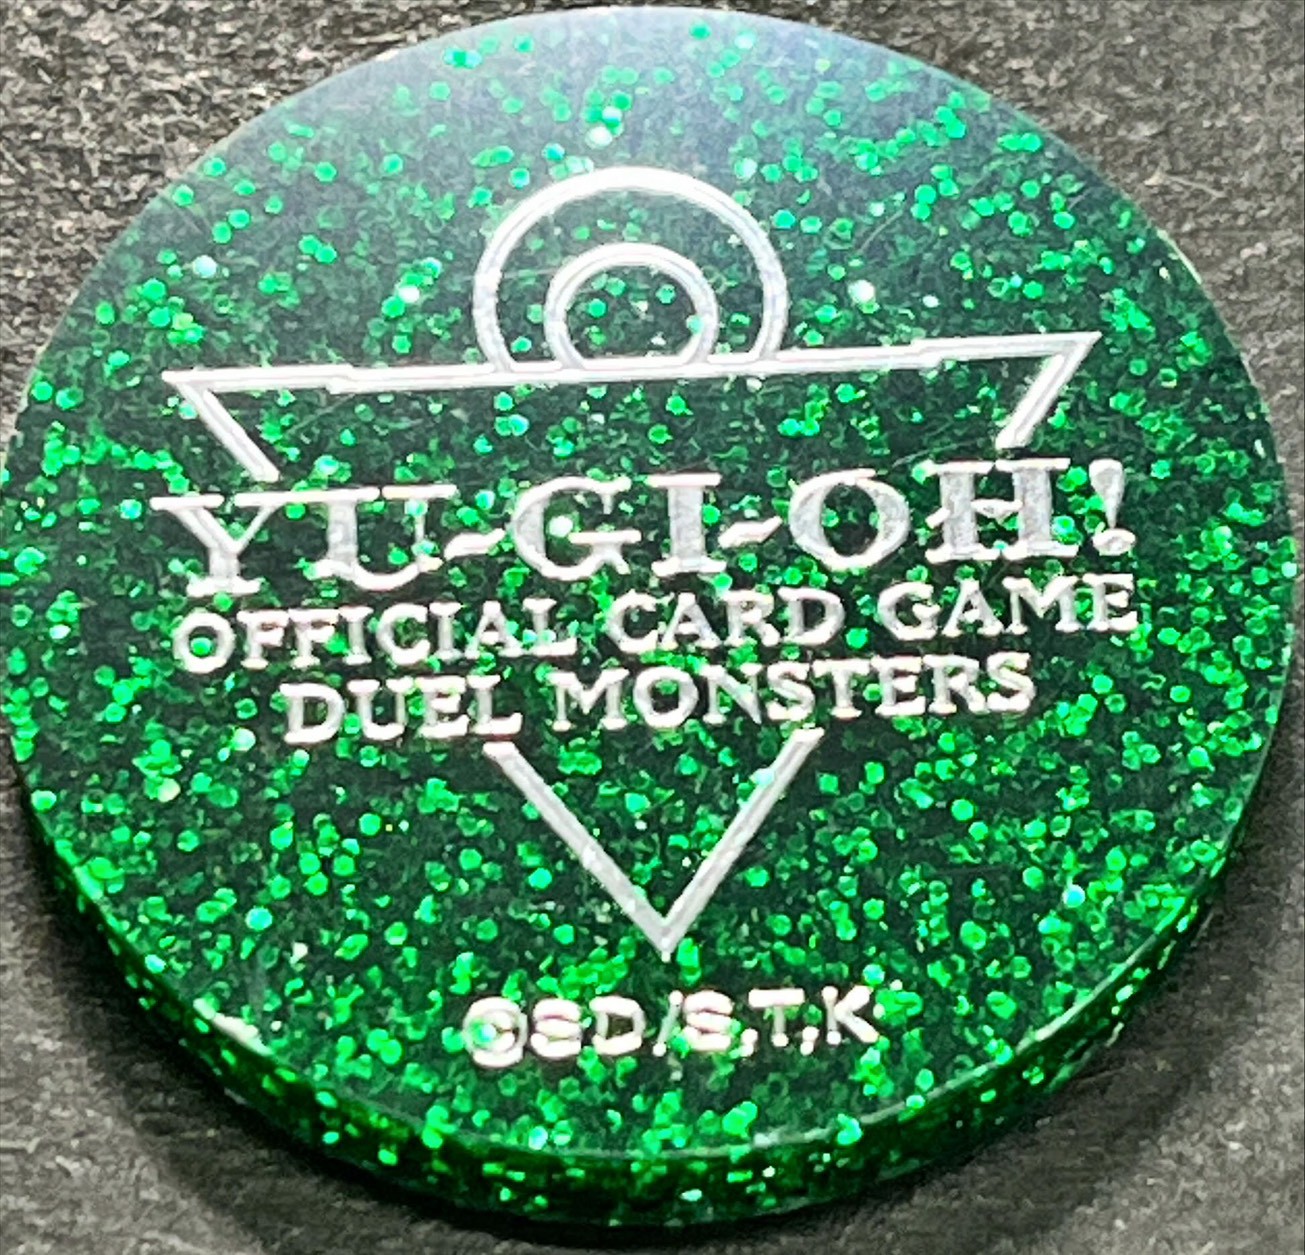 YU-GI-OH!
OFFICIAL CARD GAME
DUEL MONSTERS
©SD/S,T,K